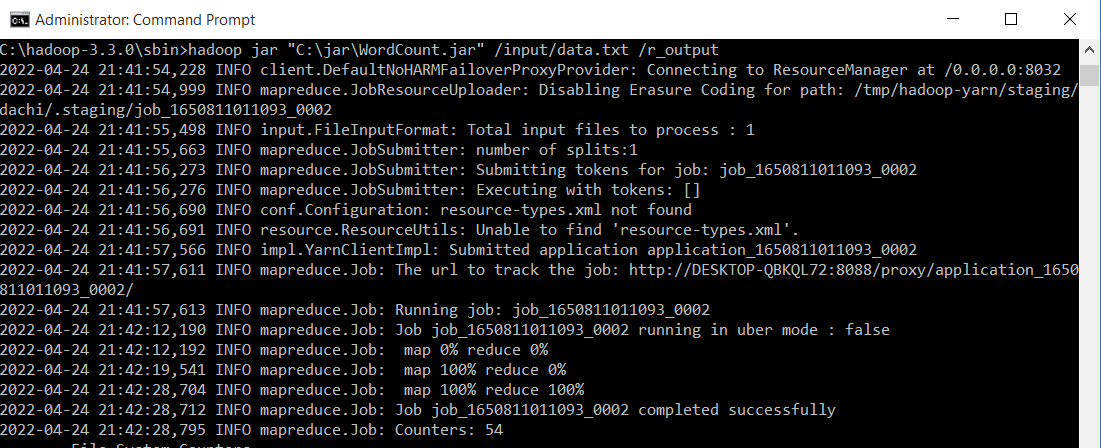 Administrator: Command Prompt
C:\hadoop-3.3.0\sbin>hadoop jar "C:\jar\WordCount.jar" /input/data.txt /r_output
2022-04-24 21:41:54,228 INFO client.DefaultNoHARMFailoverProxyProvider: Connecting to ResourceManager at /0.0.0.0:8032
2022-04-24 21:41:54,999 INFO mapreduce.JobResourceUploader: Disabling Erasure Coding for path: /tmp/hadoop-yarn/staging/
dachi/.staging/job_1650811011093_0002
2022-04-24 21:41:55,498 INFO input.FileInputFormat: Total input files to process : 1
2022-04-24 21:41:55,663 INFO mapreduce.JobSubmitter: number of splits:1
2022-04-24 21:41:56,273 INFO mapreduce.JobSubmitter: Submitting tokens for job: job_1650811011093_0002
2022-04-24 21:41:56,276 INFO mapreduce.JobSubmitter: Executing with tokens: []
2022-04-24 21:41:56,690 INFO conf.Configuration: resource-types.xml not found
2022-04-24 21:41:56,691 INFO resource.ResourceUtils: Unable to find 'resource-types.xml'.
2022-04-24 21:41:57,566 INFO impl.YarnClientImpl: Submitted application application_1650811011093_0002
2022-04-24 21:41:57,611 INFO mapreduce.Job: The url to track the job: http://DESKTOP-QBKQL72:8088/proxy/application_1650
811011093_0002/
2022-04-24 21:41:57,613 INFO mapreduce.Job: Running job: job_1650811011093_0002
2022-04-24 21:42:12,190 INFO mapreduce.Job: Job job_1650811011093_0002 running in uber mode : false
2022-04-24 21:42:12,192 INFO mapreduce.Job:  map 0% reduce 0%
2022-04-24 21:42:19,541 INFO mapreduce.Job:  map 100% reduce 0%
2022-04-24 21:42:28,704 INFO mapreduce.Job:  map 100% reduce 100%
2022-04-24 21:42:28,712 INFO mapreduce.Job: Job job_1650811011093_0002 completed successfully
2022-04-24 21:42:28,795 INFO mapreduce.Job: Counters: 54
File System Counters